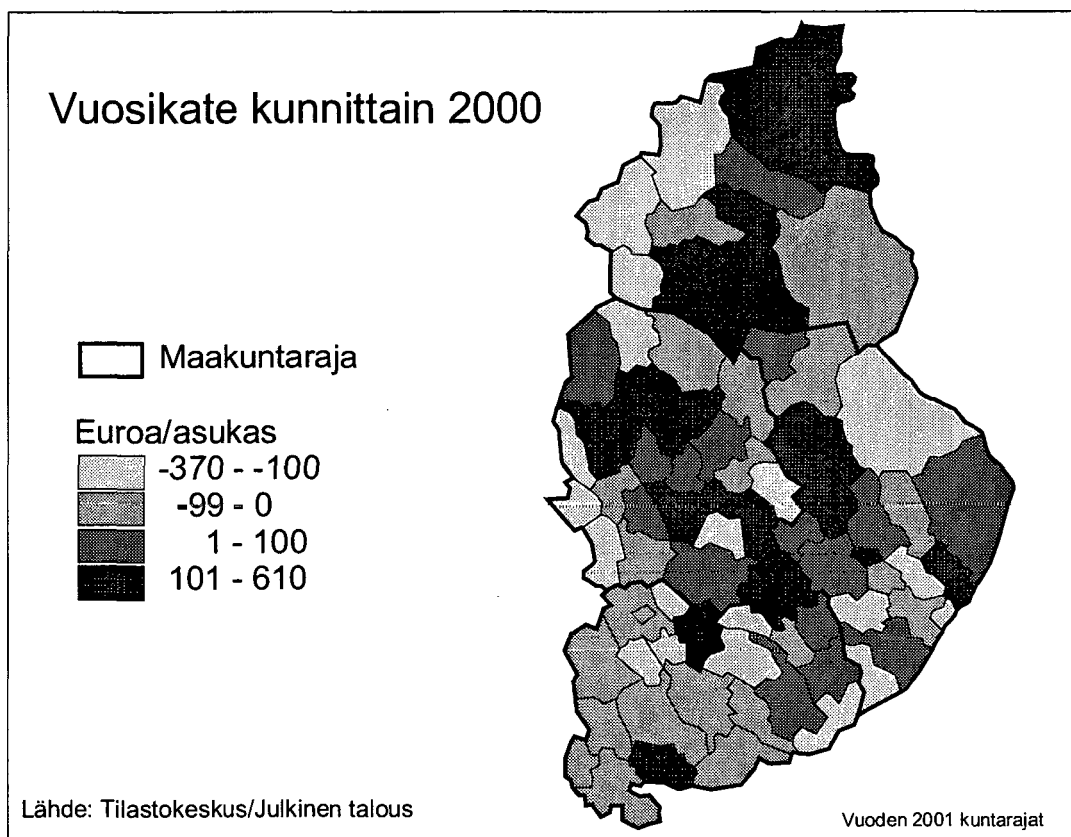 Vuosikate kunnittain 2000
Maakuntaraja
Euroa/asukas
-370 - -100
-99 - 0
1 - 100
101 - 610
Lähde: Tilastokeskus/Julkinen talous
Vuoden 2001 kuntarajat